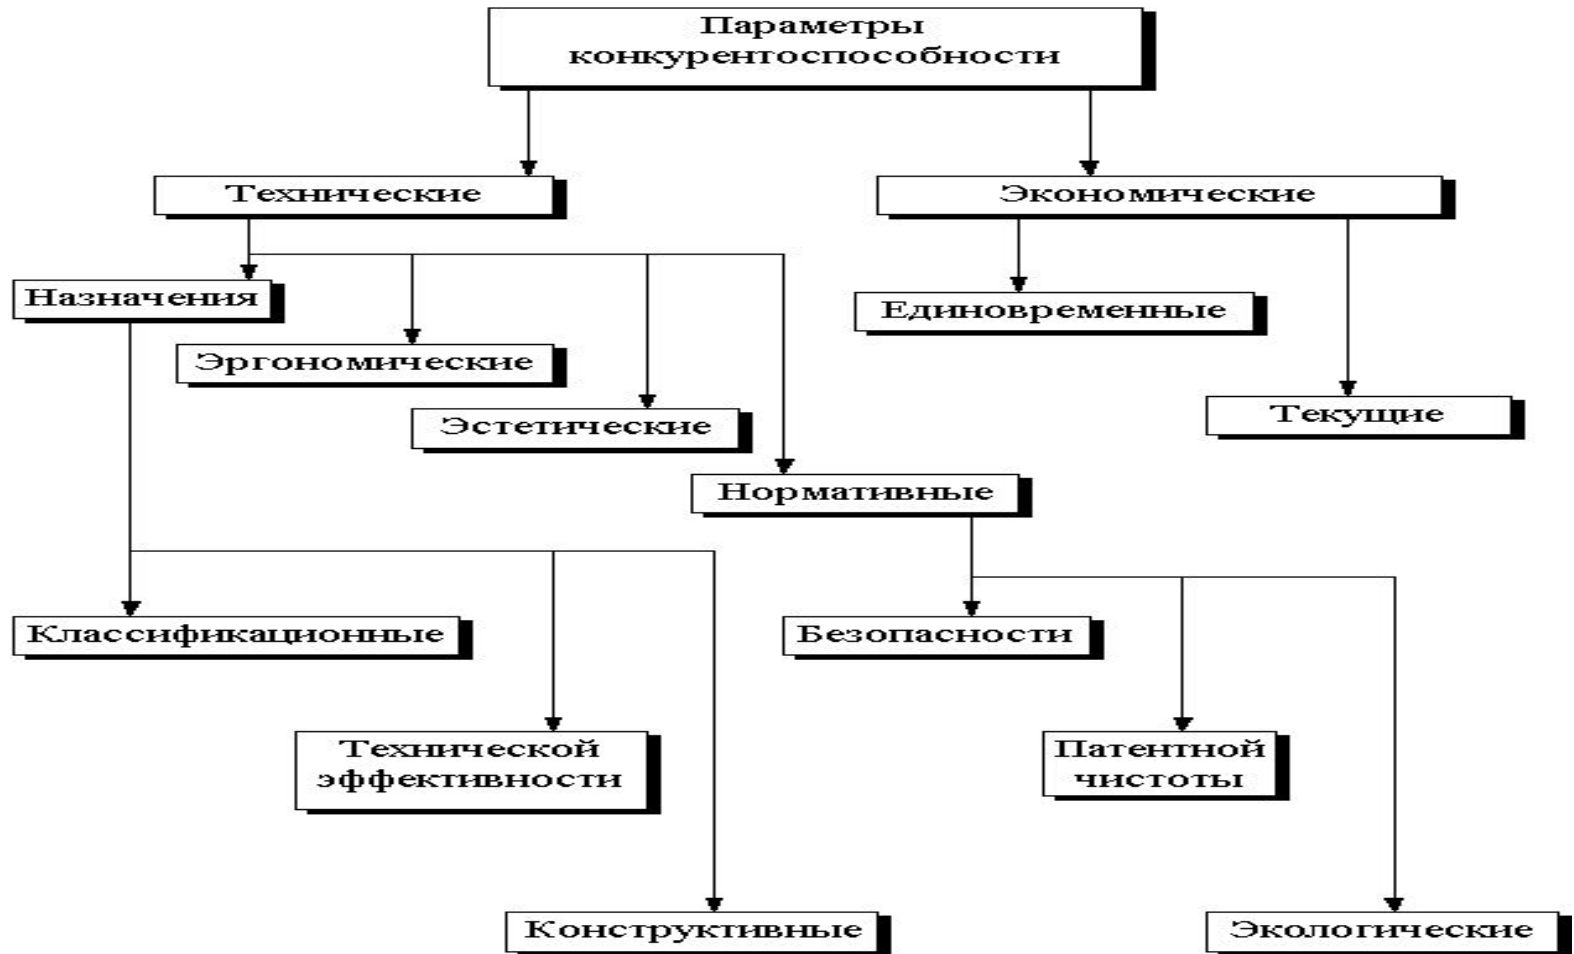 Параметры
конкурентоспособности
Технические
Экономические
Назначения
Единовременные
Эргономические
Текущие
Эстетические
Нормативные
Классификационные
Безопасности
Технической
эффективности
Патентной
чистоты
Конструктивные
Экологические